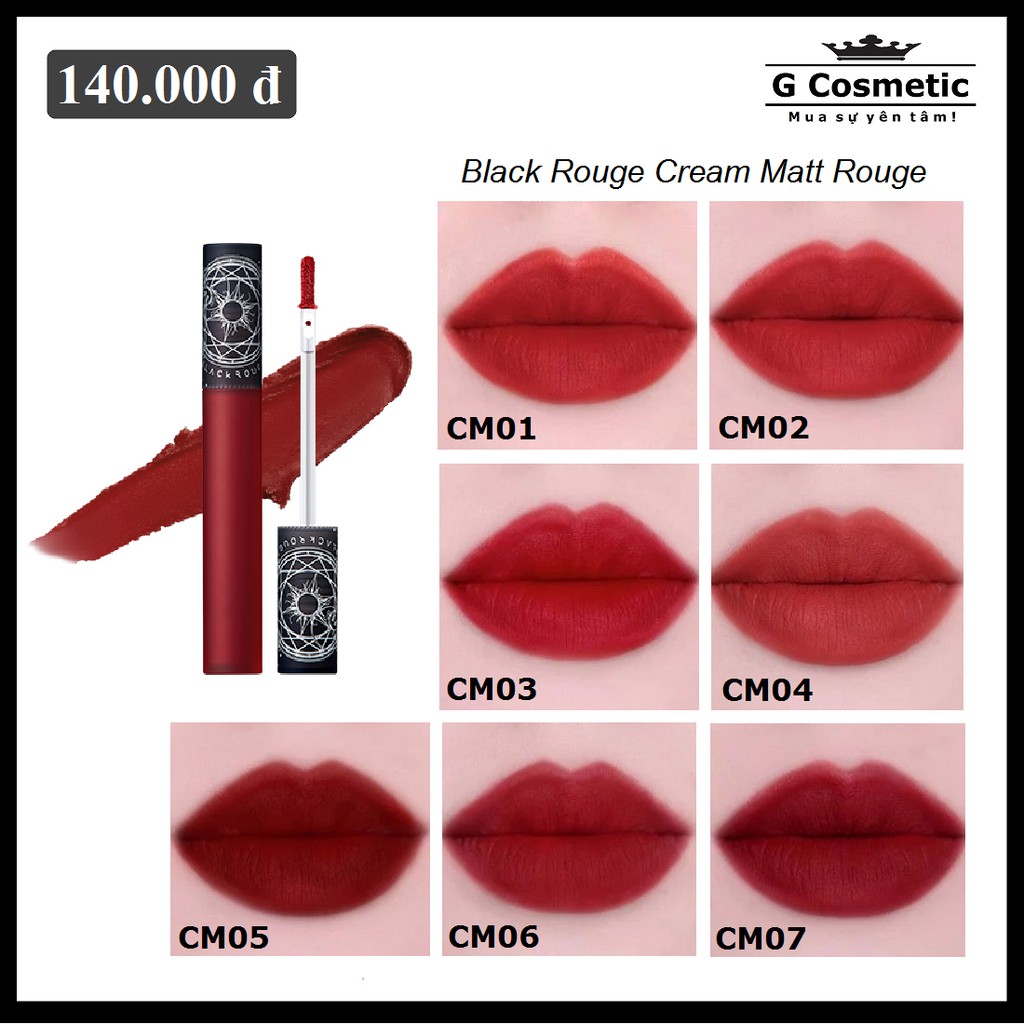 140.000 đ
G Cosmetic
Mua sự yên tâm!
Black Rouge Cream Matt Rouge
CM01
CM02
CM03
CM04
CM05
CM06
CM07